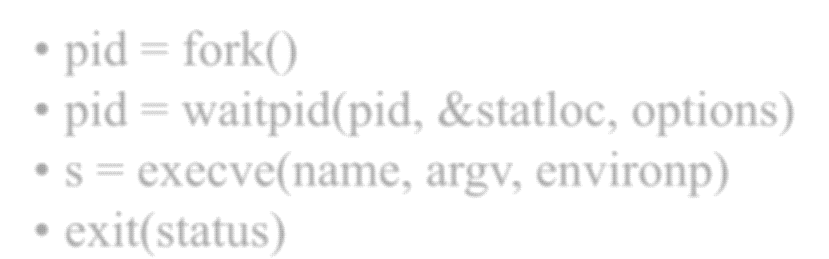 • pid = fork()
• pid = waitpid(pid, &statloc, options)
• s = execve(name, argv, environp)
• exit(status)